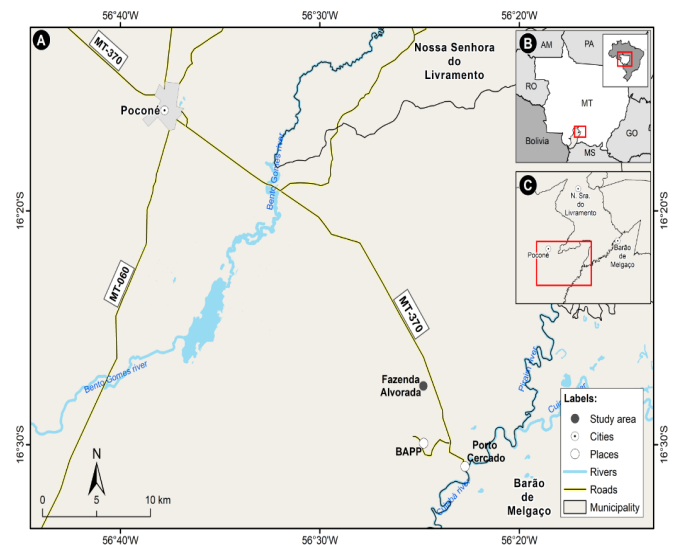 56°40'W
56°30'W
56°20'W
A
MT-370
Poconé
Nossa Senhora
do
Livramento
Bento Gomes river
16°20'S
16°20'S
MT-060
MT-370
Bento Gomes river
Fazenda
Alvorada
BAPP
Porto
Cercado
Piraim river
Barão
de
Melgaço
16°30'S
16°30'S
N
0
5
10 km
B
AM
PA
RO
MT
Bolivia
GO
MS
C
N. Sra.
do
Livramento
Poconé
Barão
de
Melgaço
Labels:
Study area
Cities
Places
Rivers
Roads
Municipality
56°40'W
56°30'W
56°20'W